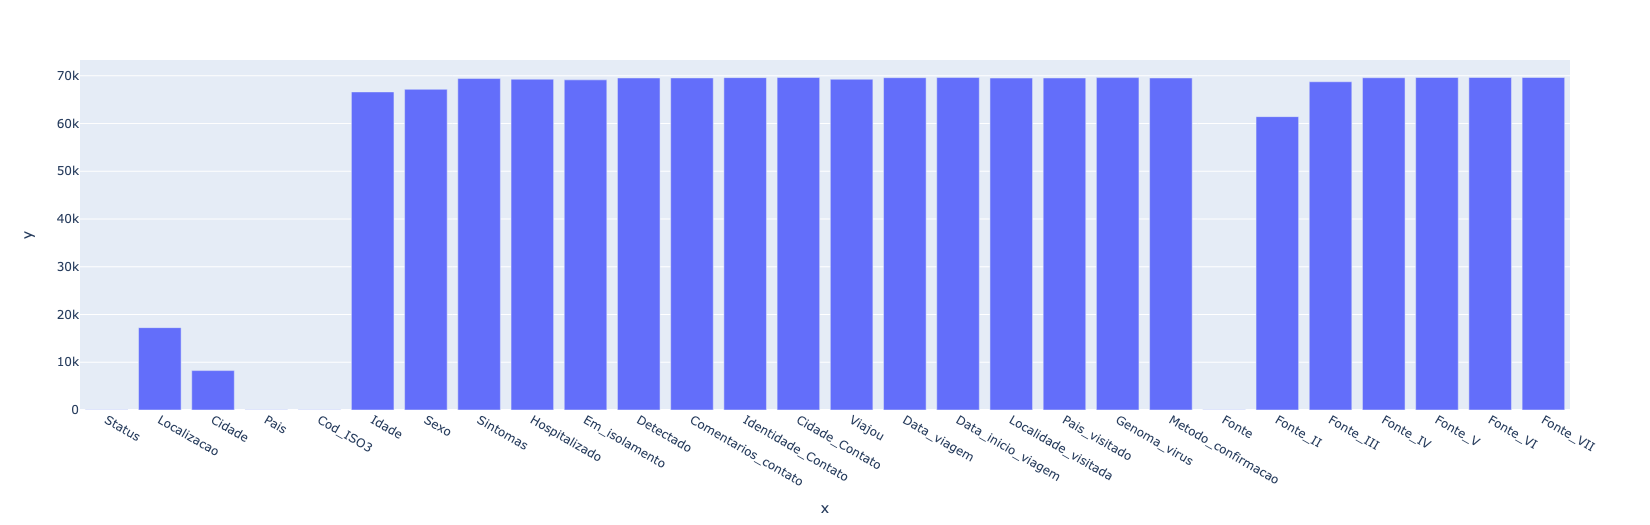 70k
60k
50k
40k
30k
20k
10k
0
y
Status
Localizacao
Cidade
Pais
Cod_ISO3
Idade
Sexo
Sintomas
Hospitalizado
Em_isolamento
Detectado
Comentarios_contato
Identidade_Contato
Cidade_Contato
Viajou
Data_viagem
Data_inicio_viagem
Localidade_visitada
Pais_visitado
Genoma_virus
Metodo_confirmacao
Fonte
Fonte_II
Fonte_III
Fonte_IV
Fonte_V
Fonte_VI
Fonte_VII
x